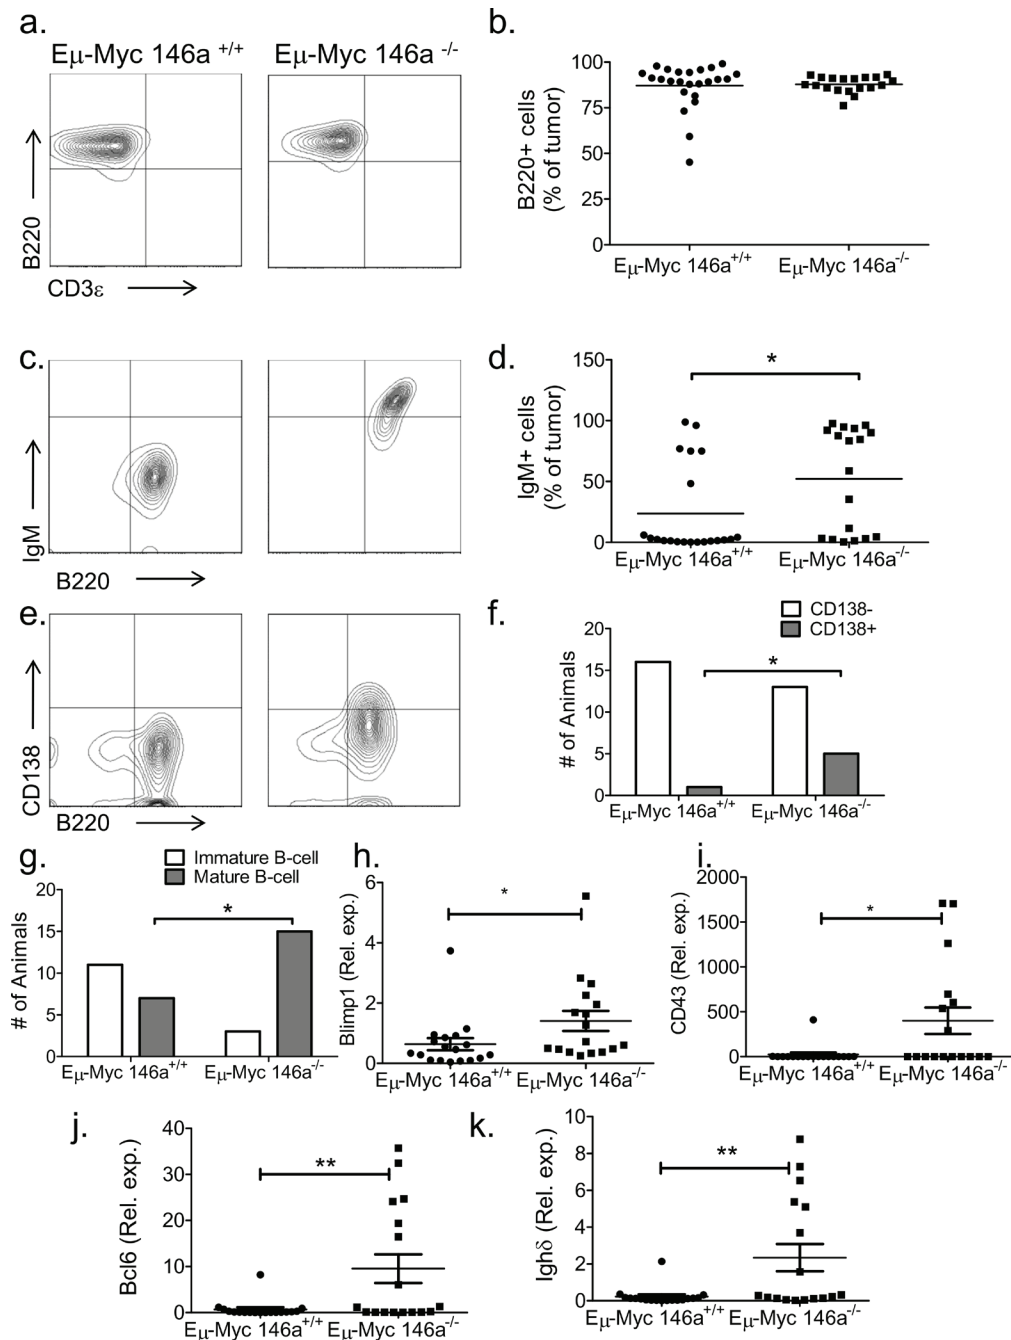 a.
Eμ-Myc 146a +/+
Eμ-Myc 146a -/-
B220
CD3ε
b.
100
75
50
25
0
B220+ cells
(% of tumor)
Eμ-Myc 146a+/+
Eμ-Myc 146a-/-
c.
IgM
B220
d.
150
100
50
0
IgM+ cells
(% of tumor)
*
Eμ-Myc 146a+/+
Eμ-Myc 146a-/-
e.
CD138
B220
f.
CD138-
CD138+
20
15
10
5
0
# of Animals
*
Eμ-Myc 146a+/+
Eμ-Myc 146a-/-
g.
Immature B-cell
Mature B-cell
20
15
10
5
0
# of Animals
*
Eμ-Myc 146a+/+
Eμ-Myc 146a-/-
h.
6
4
2
0
Blimp1 (Rel. exp.)
*
Eμ-Myc 146a+/+
Eμ-Myc 146a-/-
i.
2000
1500
1000
500
0
CD43 (Rel. exp.)
*
Eμ-Myc 146a+/+
Eμ-Myc 146a-/-
j.
40
30
20
10
0
Bcl6 (Rel. exp.)
**
Eμ-Myc 146a+/+
Eμ-Myc 146a-/-
k.
10
8
6
4
2
0
Ighδ (Rel. exp.)
**
Eμ-Myc 146a+/+
Eμ-Myc 146a-/-